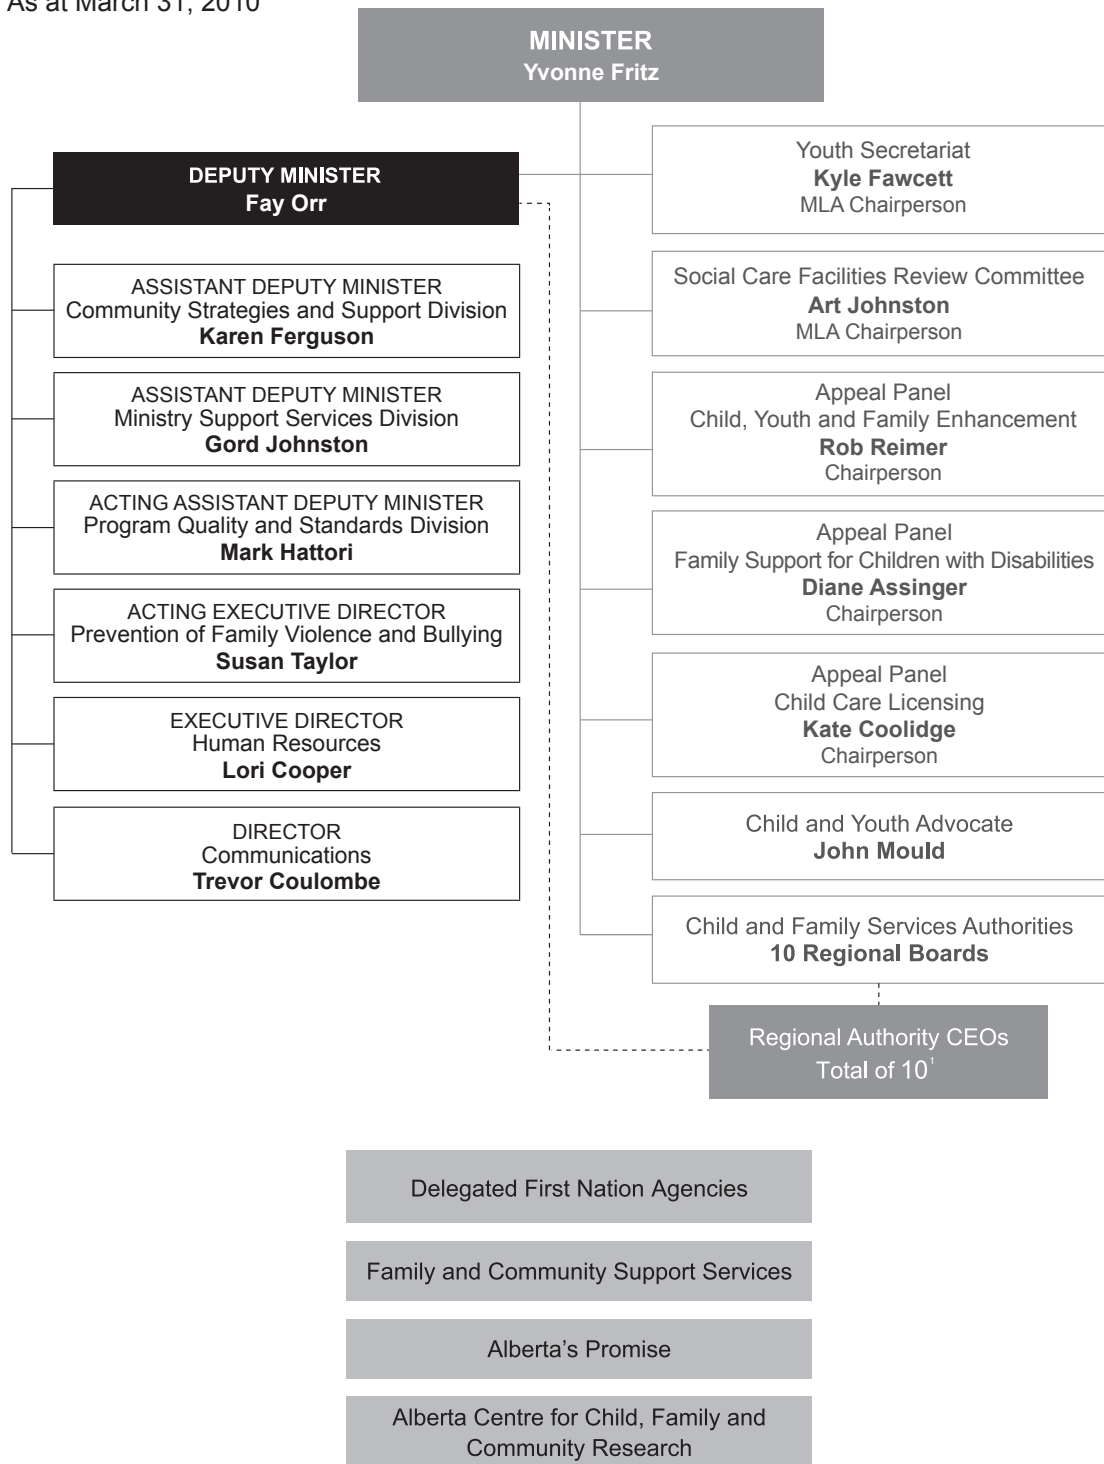 As at March 31, 2010
MINISTER
Yvonne Fritz
DEPUTY MINISTER
Fay Orr
ASSISTANT DEPUTY MINISTER
Community Strategies and Support Division
Karen Ferguson
ASSISTANT DEPUTY MINISTER
Ministry Support Services Division
Gord Johnston
ACTING ASSISTANT DEPUTY MINISTER
Program Quality and Standards Division
Mark Hattori
ACTING EXECUTIVE DIRECTOR
Prevention of Family Violence and Bullying
Susan Taylor
EXECUTIVE DIRECTOR
Human Resources
Lori Cooper
DIRECTOR
Communications
Trevor Coulombe
Youth Secretariat
Kyle Fawcett
MLA Chairperson
Social Care Facilities Review Committee
Art Johnston
MLA Chairperson
Appeal Panel
Child, Youth and Family Enhancement
Rob Reimer
Chairperson
Appeal Panel
Family Support for Children with Disabilities
Diane Assinger
Chairperson
Appeal Panel
Child Care Licensing
Kate Coolidge
Chairperson
Child and Youth Advocate
John Mould
Child and Family Services Authorities
10 Regional Boards
Regional Authority CEOs
Total of 10¹
Delegated First Nation Agencies
Family and Community Support Services
Alberta's Promise
Alberta Centre for Child, Family and
Community Research